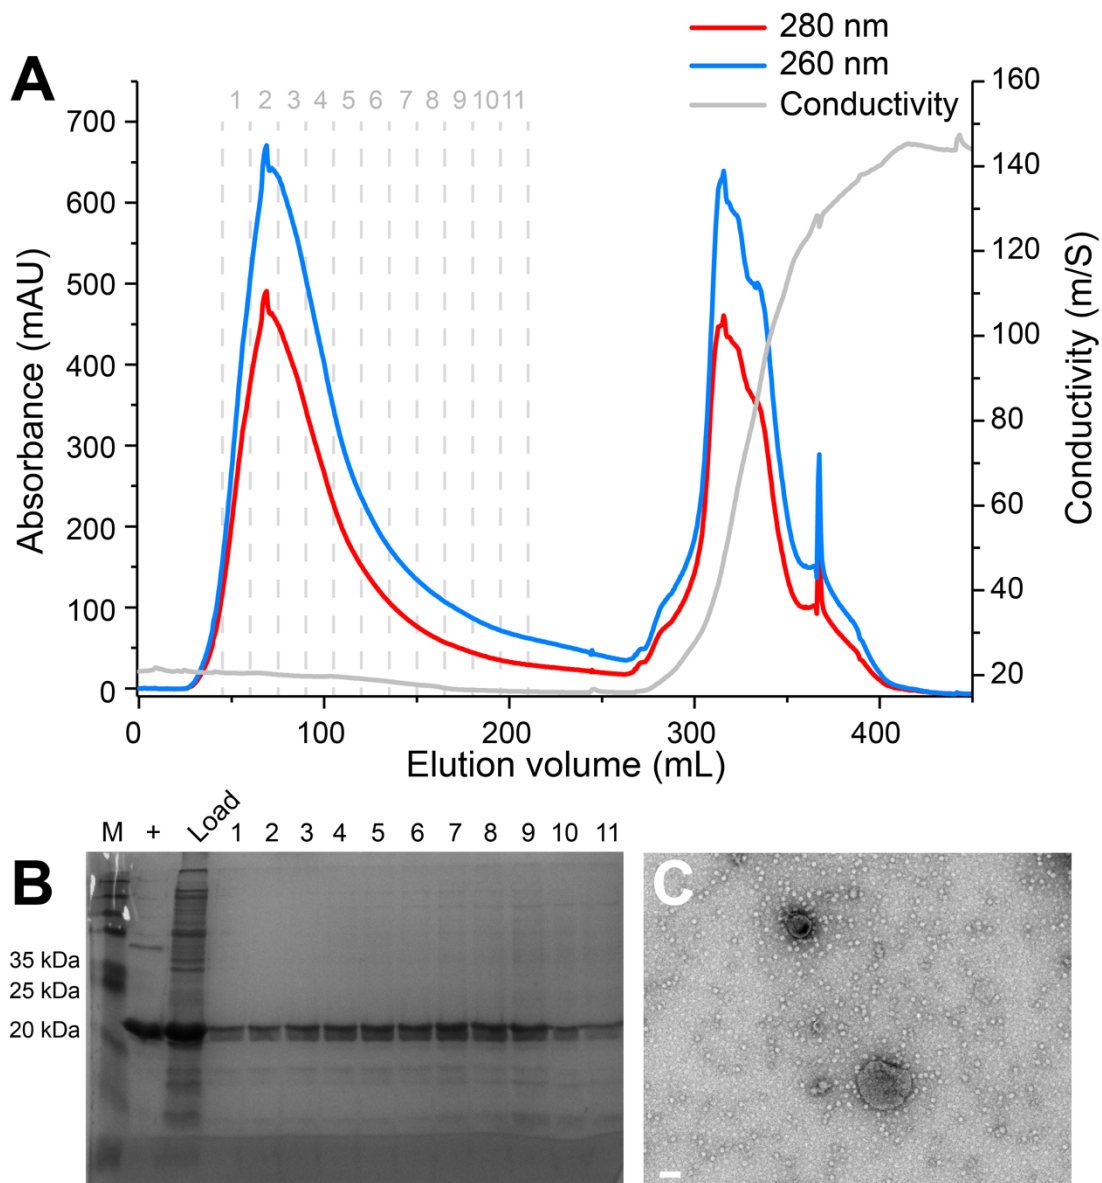 A
280 nm
260 nm
Conductivity
1 2 3 4 5 6 7 8 9 10 11
700
600
500
400
300
200
100
0
Absorbance (mAU)
160
140
120
100
80
60
40
20
Conductivity (m/S)
0 100 200 300 400
Elution volume (mL)
B
M + Load 1 2 3 4 5 6 7 8 9 10 11
35 kDa
25 kDa
20 kDa
C